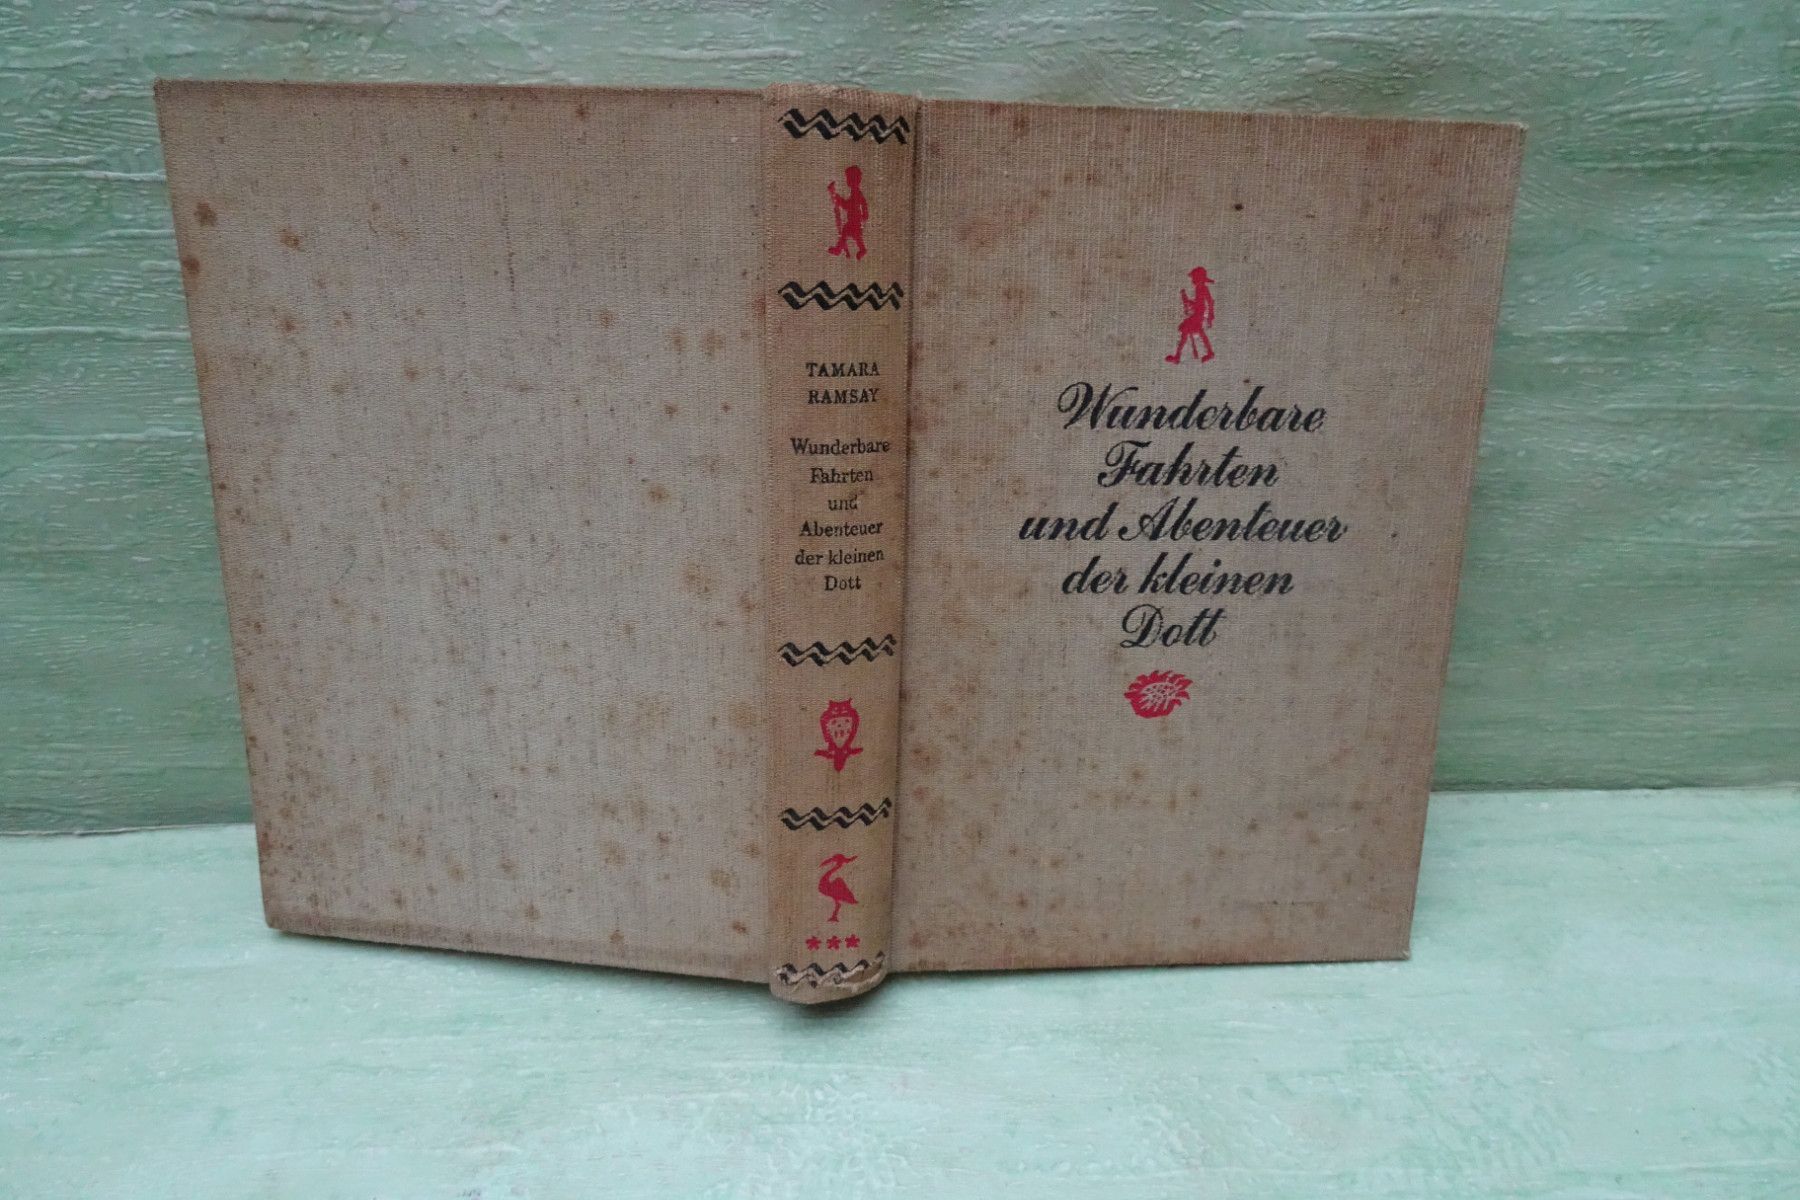 TAMARA
RAMSAY
Wunderbare
Fahrten
und
Abenteuer
der kleinen
Dott
***
Wunderbare
Fahrten
und Abenteuer
der kleinen
Dott